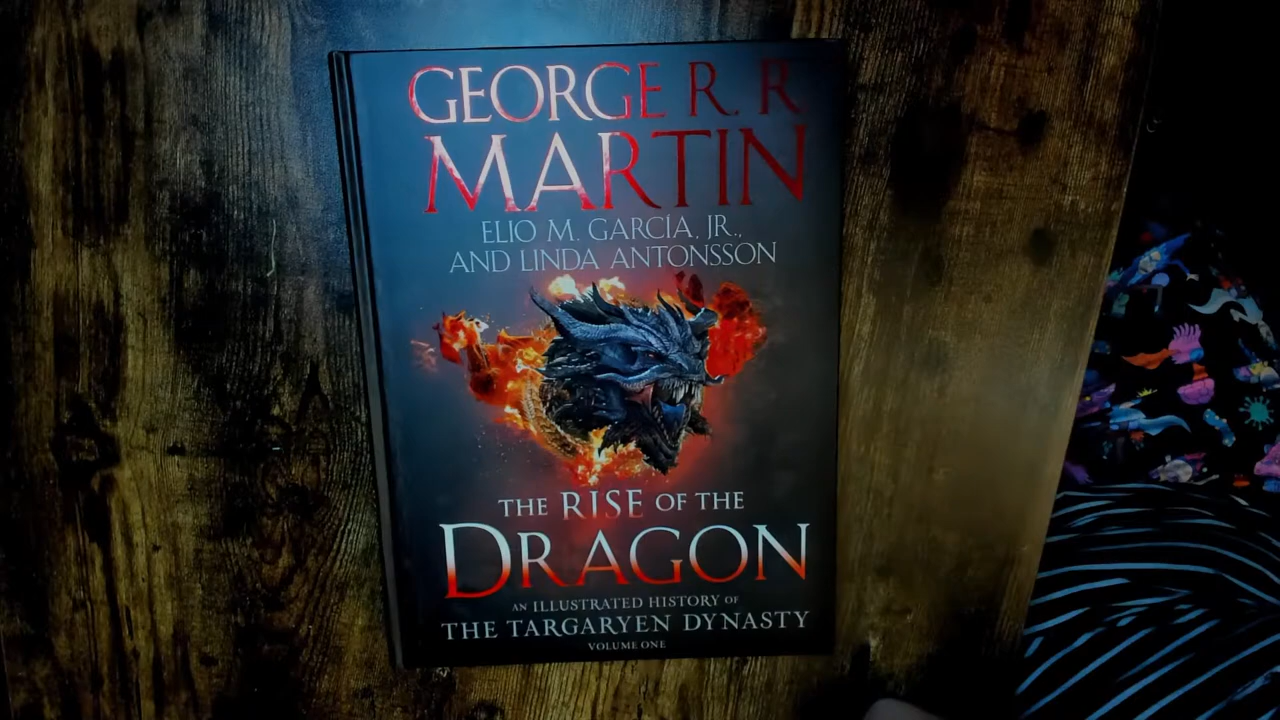 GEORGE R. R.
MARTIN
ELIO M. GARCÍA, JR.,
AND LINDA ANTONSSON
THE RISE OF THE
DRAGON
AN ILLUSTRATED HISTORY OF
THE TARGARYEN DYNASTY
VOLUME ONE